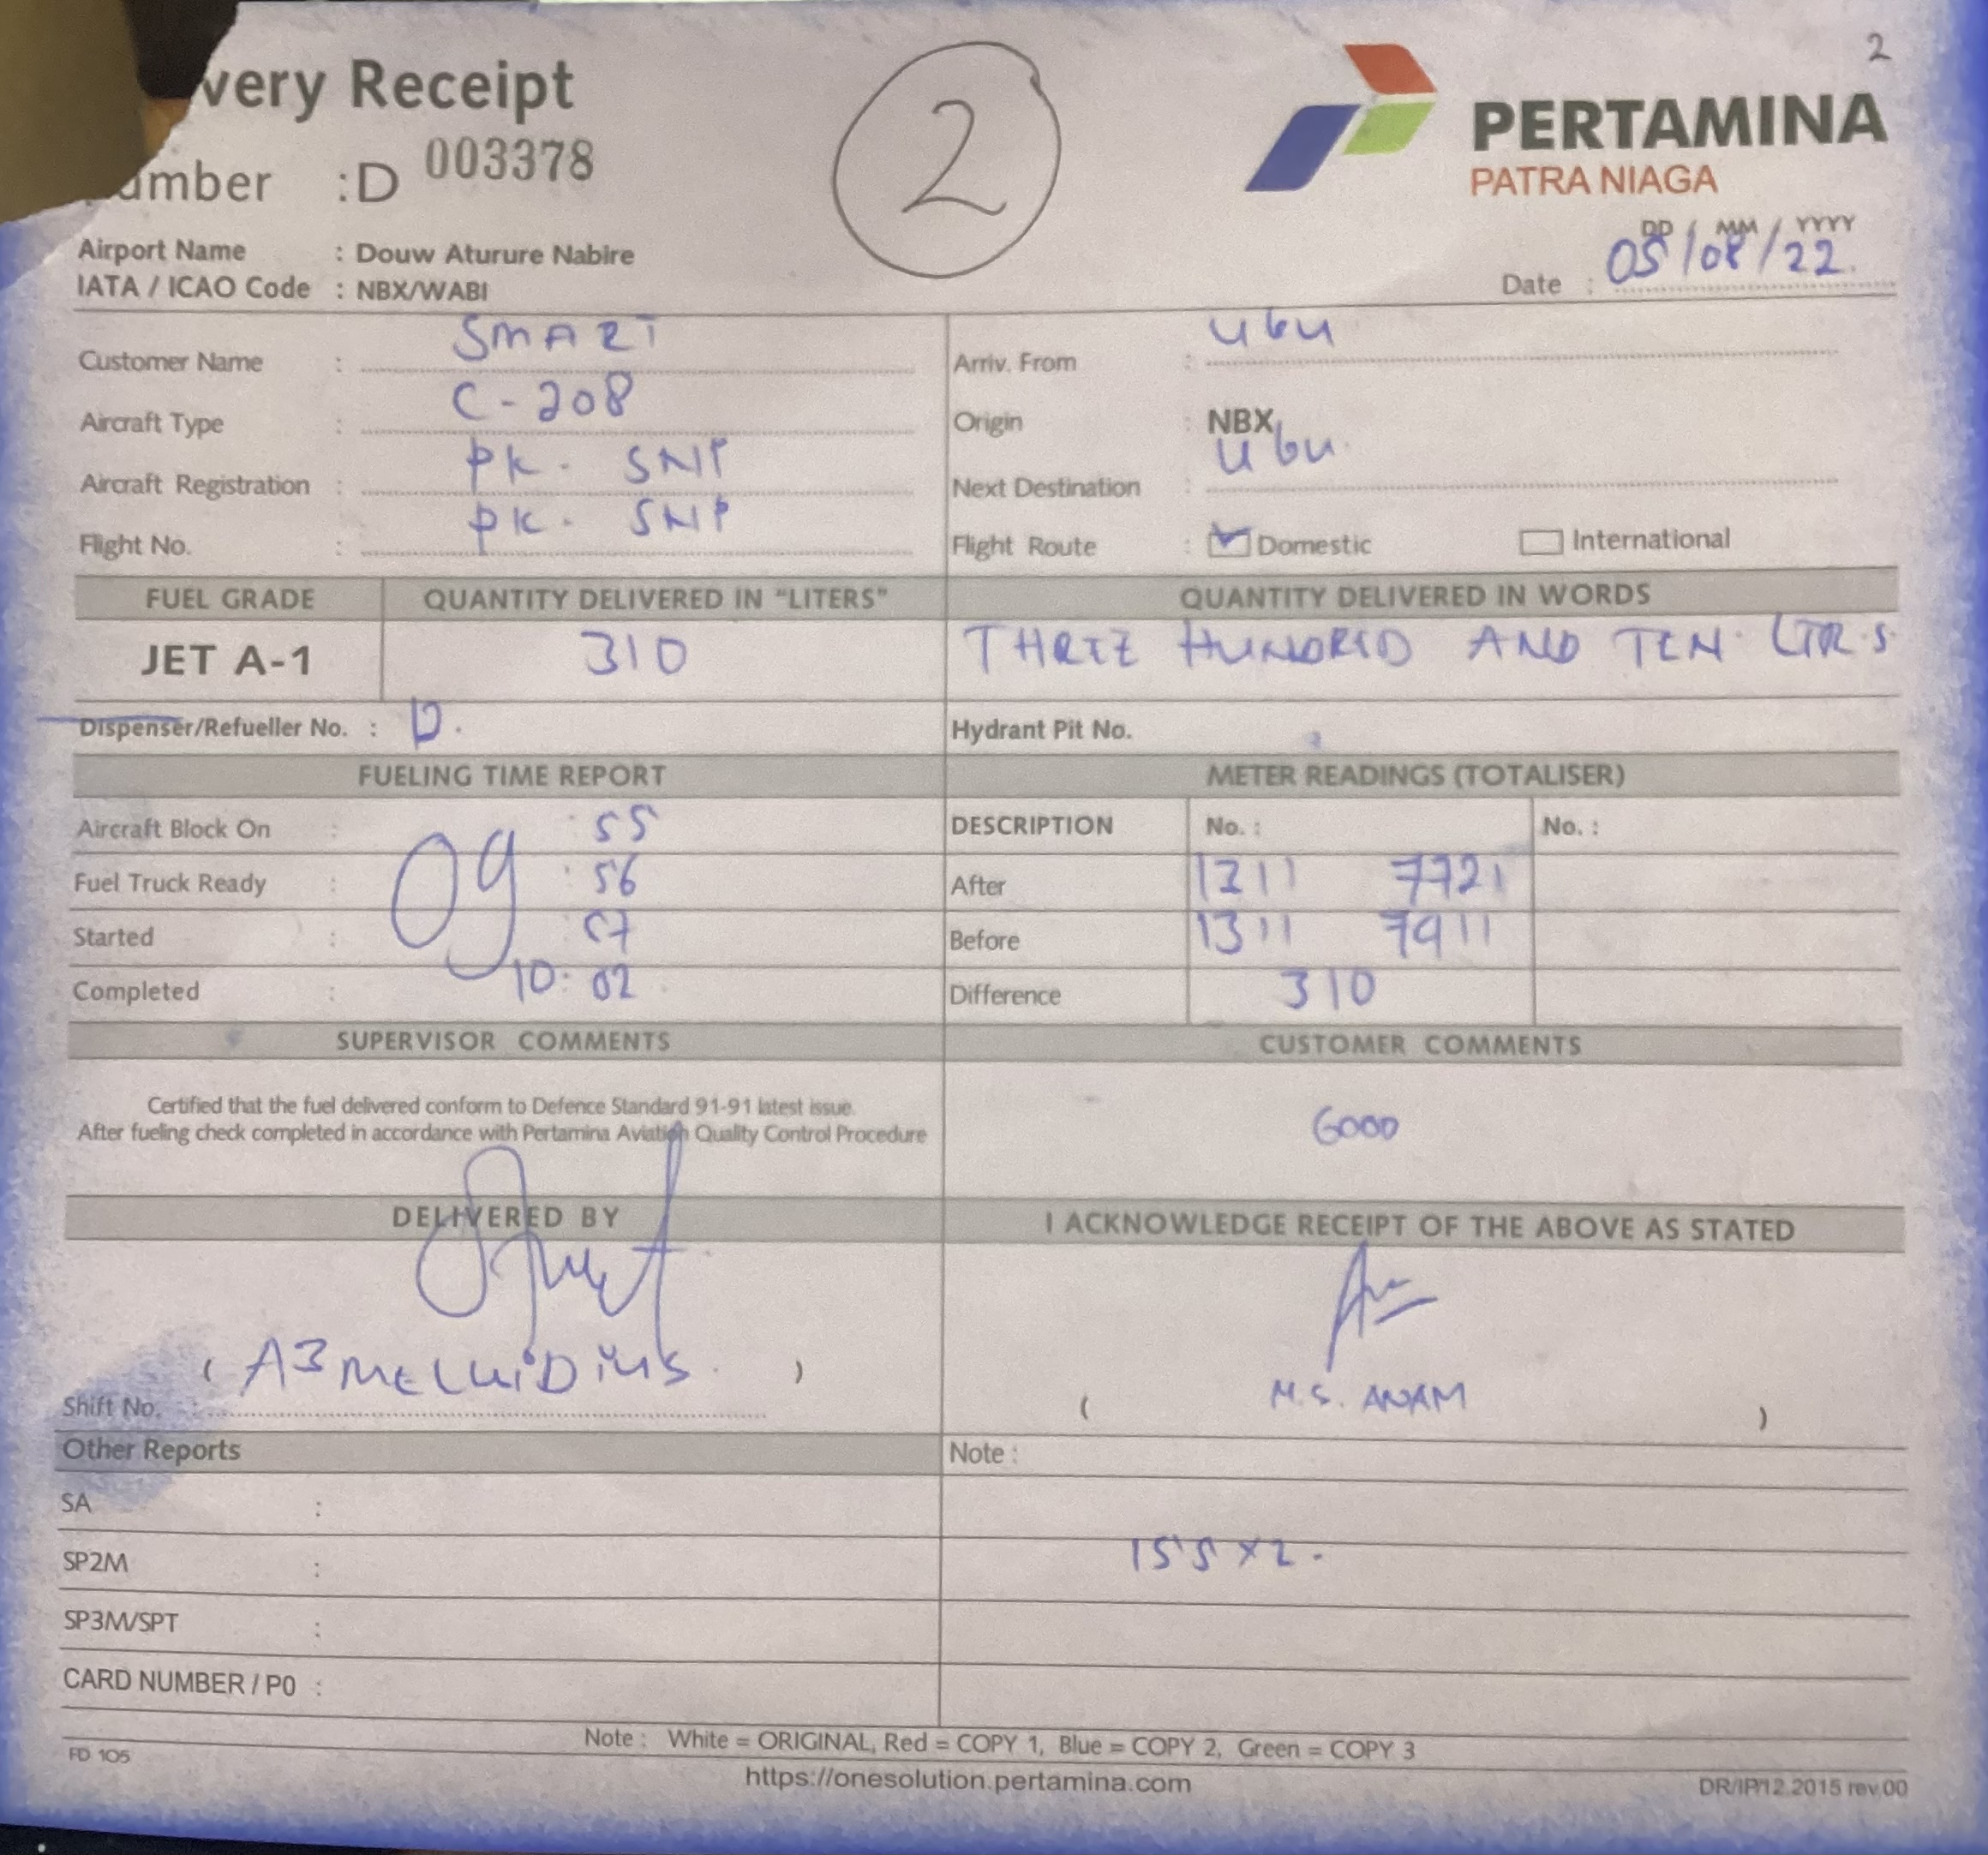 2
very Receipt
2
PERTAMINA
PATRA NIAGA
umber : D 003378
Airport Name : Douw Aturure Nabire
IATA / ICAO Code : NBX/WABI
DD / MM / YYYY
Date : 05/08/22.
Customer Name : SMART
Arriv. From : UBU
Aircraft Type : C-208
Origin : NBX
Aircraft Registration : PK - SNP
Next Destination : UBU
Flight No. : PK - SNP
Flight Route : Domestic International
FUEL GRADE QUANTITY DELIVERED IN "LITERS" QUANTITY DELIVERED IN WORDS
JET A-1 310 THREE HUNDRED AND TEN LTR.S
Dispenser/Refueller No. : D.
Hydrant Pit No.
FUELING TIME REPORT METER READINGS (TOTALISER)
Aircraft Block On : 09 : 55
DESCRIPTION No. : No. :
Fuel Truck Ready : : 56
After 1311 7721
Started : 57
Before 1311 7411
Completed : 10: 02
Difference 310
SUPERVISOR COMMENTS CUSTOMER COMMENTS
Certified that the fuel delivered conform to Defence Standard 91-91 latest issue.
After fueling check completed in accordance with Pertamina Aviation Quality Control Procedure
GOOD
DELIVERED BY I ACKNOWLEDGE RECEIPT OF THE ABOVE AS STATED
( )
Shift No. :
( M.S. ANAM )
Other Reports Note :
SA :
SP2M :
155 x 2.
SP3M/SPT :
CARD NUMBER / P0 :
Note : White = ORIGINAL, Red = COPY 1, Blue = COPY 2, Green = COPY 3
FD 105
https://onesolution.pertamina.com
DR/IP/12.2015 rev.00